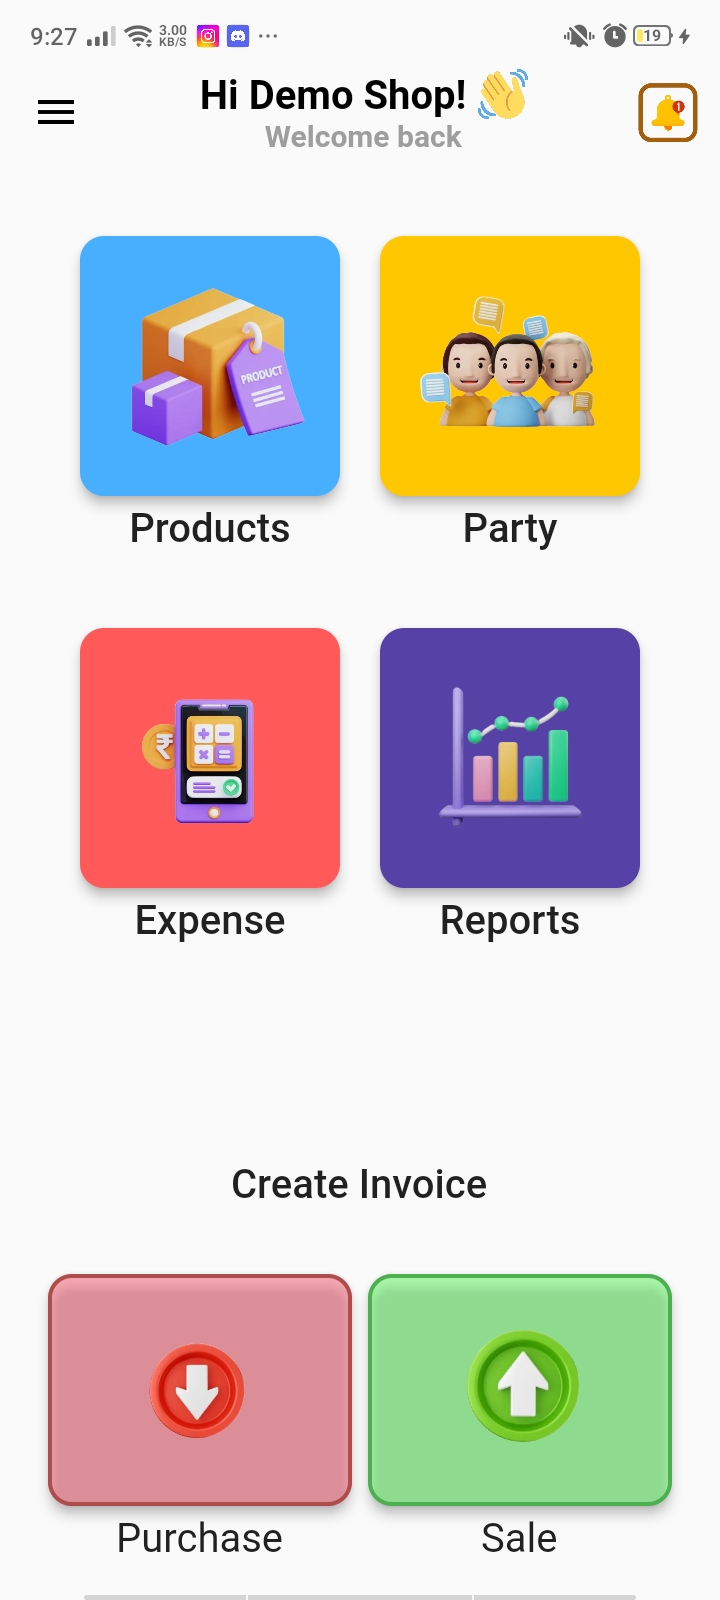 9:27 3.00 KB/S ... 19
Hi Demo Shop! 👋
Welcome back
1
PRODUCT
Products Party
₹
Expense Reports
Create Invoice
Purchase Sale